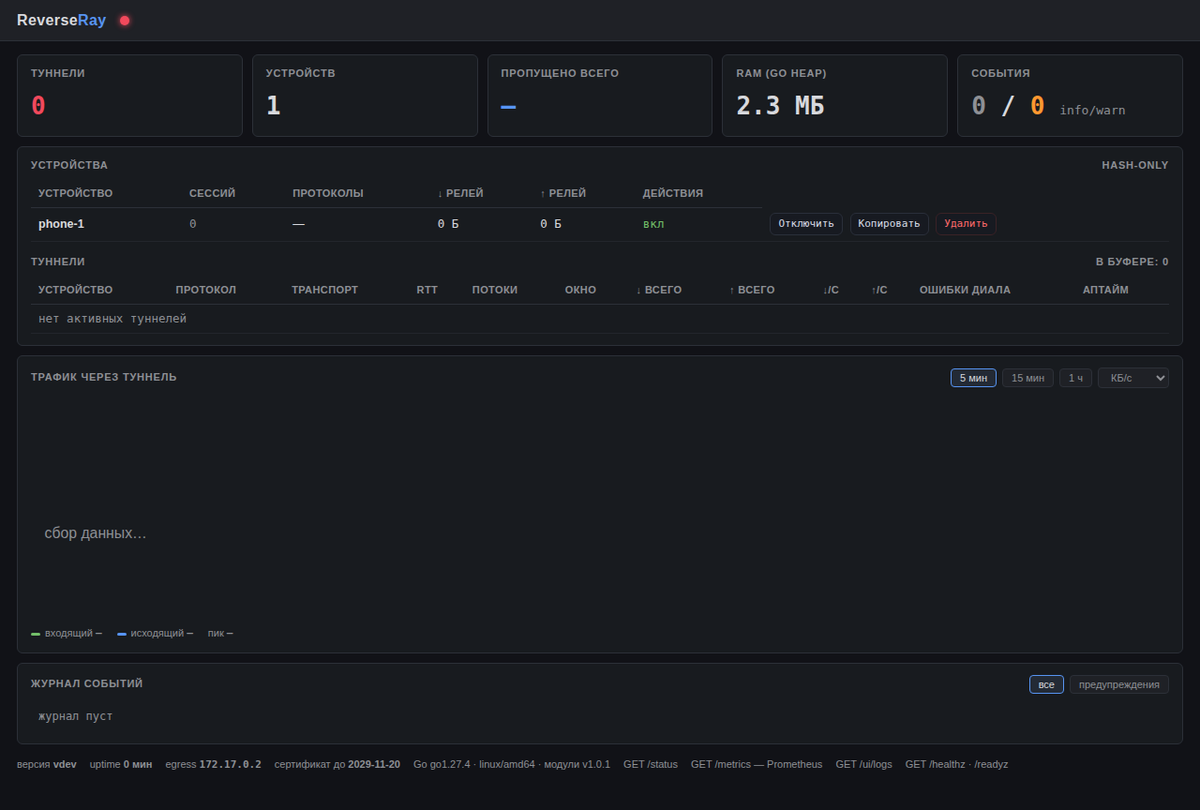 ReverseRay
ТУННЕЛИ
0
УСТРОЙСТВ
1
ПРОПУЩЕНО ВСЕГО
—
RAM (GO HEAP)
2.3 МБ
СОБЫТИЯ
0 / 0 info/warn
УСТРОЙСТВА HASH-ONLY
УСТРОЙСТВО СЕССИЙ ПРОТОКОЛЫ ↓ РЕЛЕЙ ↑ РЕЛЕЙ ДЕЙСТВИЯ
phone-1 0 — 0 Б 0 Б вкл Отключить Копировать Удалить
ТУННЕЛИ В БУФЕРЕ: 0
УСТРОЙСТВО ПРОТОКОЛ ТРАНСПОРТ RTT ПОТОКИ ОКНО ↓ ВСЕГО ↑ ВСЕГО ↓/С ↑/С ОШИБКИ ДИАЛА АПТАЙМ
нет активных туннелей
ТРАФИК ЧЕРЕЗ ТУННЕЛЬ 5 мин 15 мин 1 ч КБ/с
сбор данных…
входящий – исходящий – пик –
ЖУРНАЛ СОБЫТИЙ все предупреждения
журнал пуст
версия vdev uptime 0 мин egress 172.17.0.2 сертификат до 2029-11-20 Go go1.27.4 · linux/amd64 · модули v1.0.1 GET /status GET /metrics — Prometheus GET /ui/logs GET /healthz · /readyz